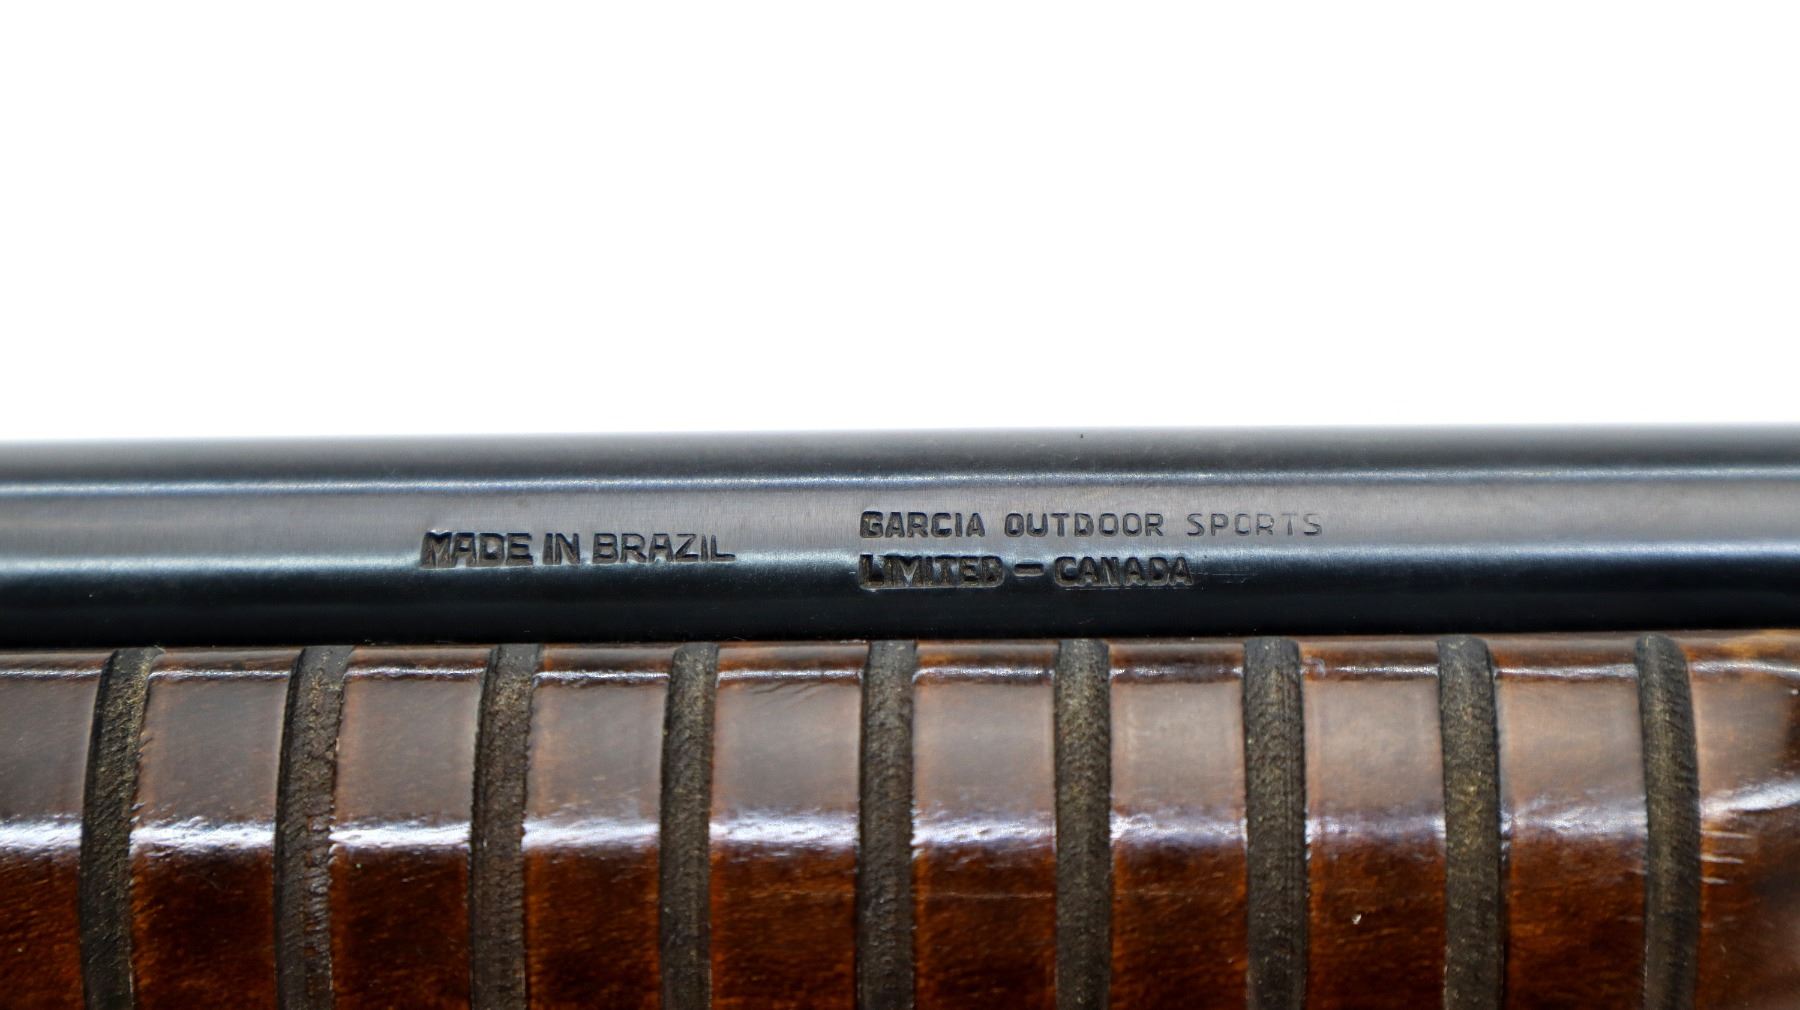 MADE IN BRAZIL
GARCIA OUTDOOR SPORTS
LIMITED - CANADA